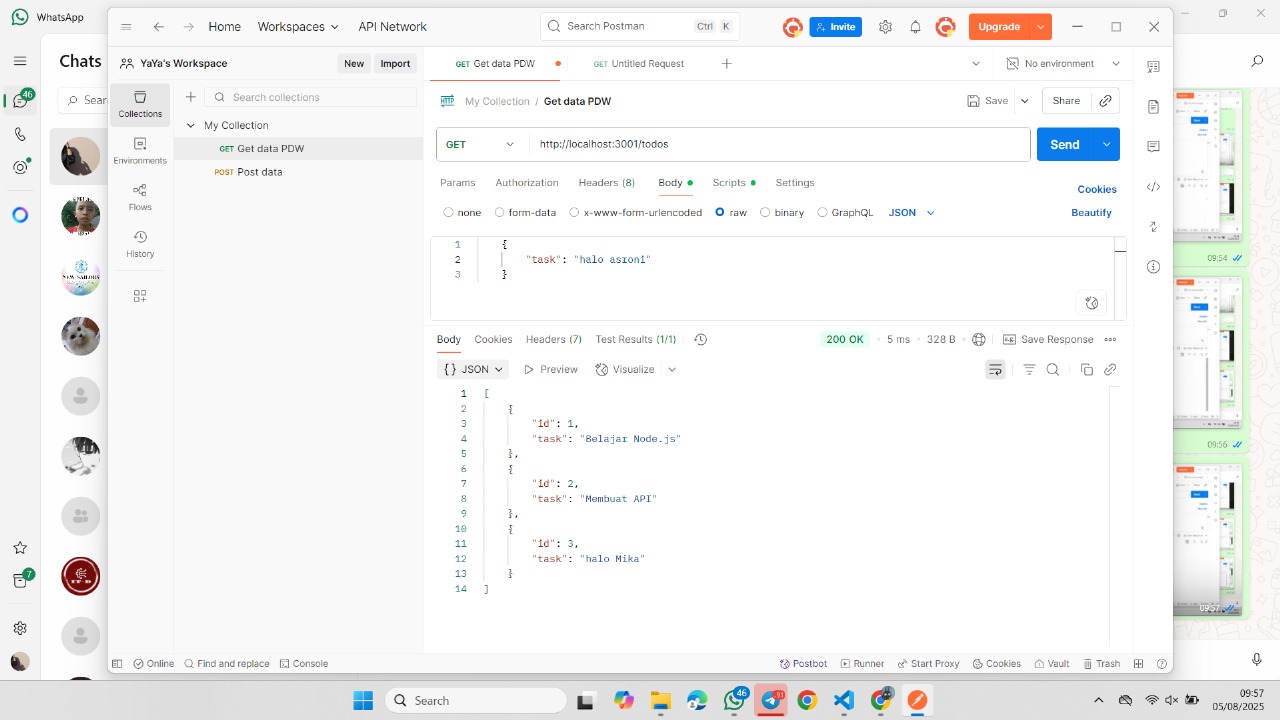 WhatsApp
Home Workspaces API Network Search Postman Ctrl K Invite Upgrade
Chats
YaYa's Workspace New Import GET Get data PDW GET Untitled Request No environment
46
Sear Collections Search collections My Collection / Get data PDW Save Share
My Collection
GET Get data PDW GET http://localhost:3001/todos Send
Environments
POST Post data
Params Authorization Headers (8) Body Scripts Settings Cookies
Flows
none form-data x-www-form-urlencoded raw binary GraphQL JSON Beautify
History
1
2 "task": "halo asron1"
3 }
09:54
Body Cookies Headers (7) Test Results (1/1) 200 OK 5 ms 328 B Save Response
{} JSON Preview Visualize
1 [
2 {
3 "id": 1,
4 "task": "Belajar Node.js"
5 },
6 {
7 "id": 2,
8 "task": "Membuat API"
09:56
10 {
11 "id": 3,
12 "task": "halo Mika"
13 }
14 ]
IT-D
7
09:57
Online Find and replace Console Postbot Runner Start Proxy Cookies Vault Trash
Search 46 91 09:57
05/08/2025